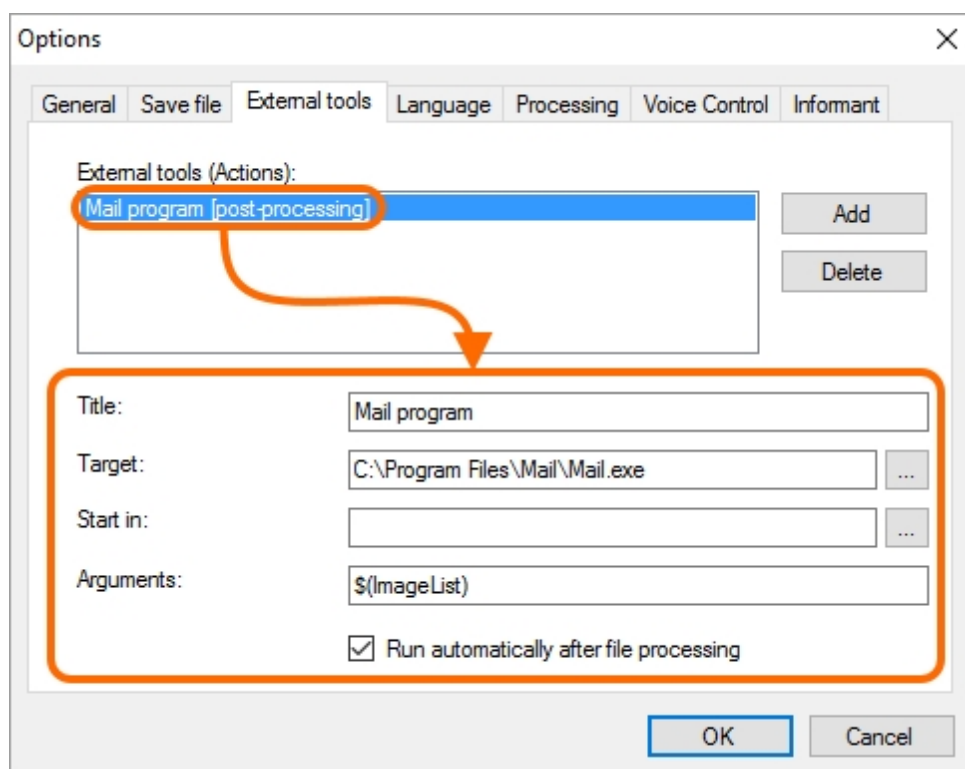 Options
General Save file External tools Language Processing Voice Control Informant
External tools (Actions):
Mail program [post-processing]
Add
Delete
Title:
Mail program
Target:
C:\Program Files\Mail\Mail.exe
...
Start in:
...
Arguments:
$(ImageList)
Run automatically after file processing
OK
Cancel